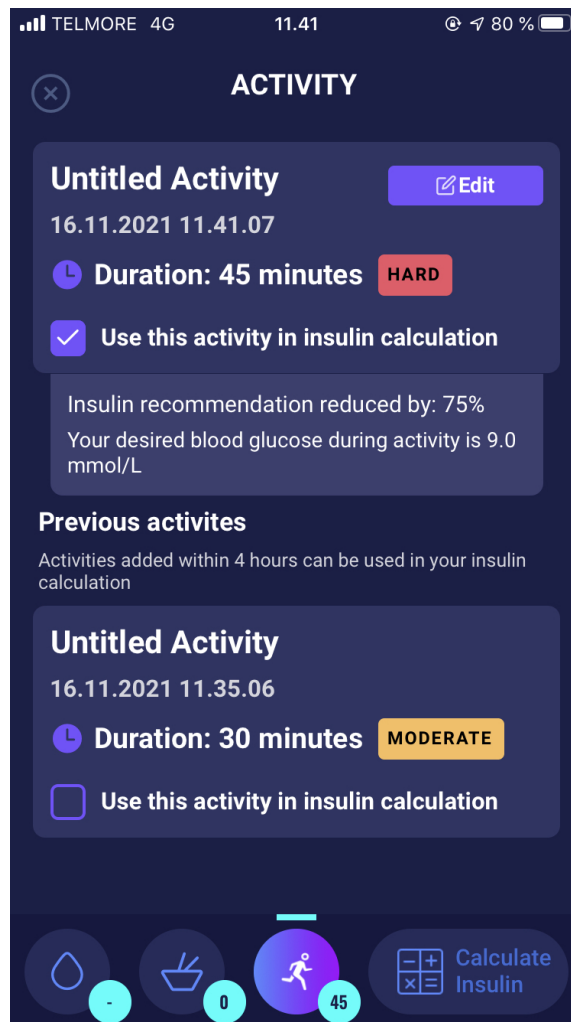 TELMORE 4G 11.41 80 %
ACTIVITY
Untitled Activity
Edit
16.11.2021 11.41.07
Duration: 45 minutes HARD
Use this activity in insulin calculation
Insulin recommendation reduced by: 75%
Your desired blood glucose during activity is 9.0
mmol/L
Previous activites
Activities added within 4 hours can be used in your insulin
calculation
Untitled Activity
16.11.2021 11.35.06
Duration: 30 minutes MODERATE
Use this activity in insulin calculation
- 0 45
Calculate
Insulin